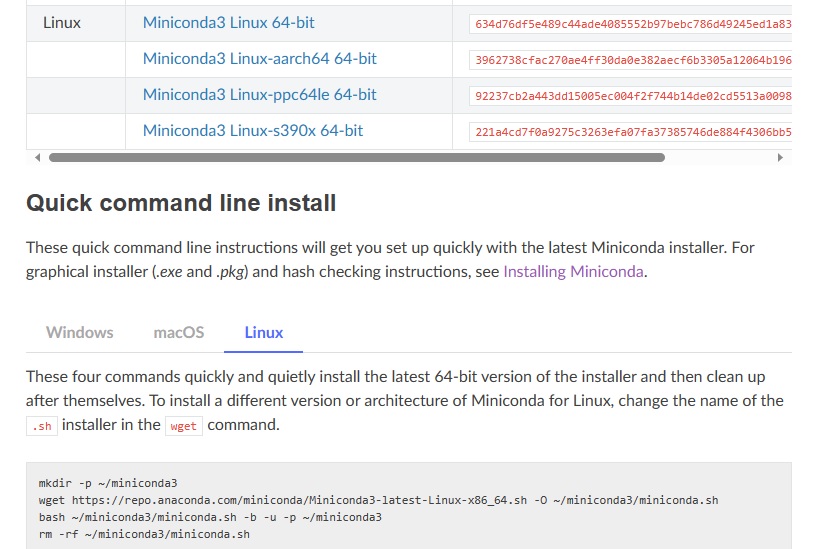 Linux Miniconda3 Linux 64-bit 634d76df5e489c44ade4085552b97bebc786d49245ed1a83
Miniconda3 Linux-aarch64 64-bit 3962738cfac270ae4ff30da0e382aecf6b3305a12064b196
Miniconda3 Linux-ppc64le 64-bit 92237cb2a443dd15005ec004f2f744b14de02cd5513a0098
Miniconda3 Linux-s390x 64-bit 221a4cd7f0a9275c3263efa07fa37385746de884f4306bb5
Quick command line install
These quick command line instructions will get you set up quickly with the latest Miniconda installer. For
graphical installer (.exe and .pkg) and hash checking instructions, see Installing Miniconda.
Windows macOS Linux
These four commands quickly and quietly install the latest 64-bit version of the installer and then clean up
after themselves. To install a different version or architecture of Miniconda for Linux, change the name of the
.sh installer in the wget command.
mkdir -p ~/miniconda3
wget https://repo.anaconda.com/miniconda/Miniconda3-latest-Linux-x86_64.sh -O ~/miniconda3/miniconda.sh
bash ~/miniconda3/miniconda.sh -b -u -p ~/miniconda3
rm -rf ~/miniconda3/miniconda.sh